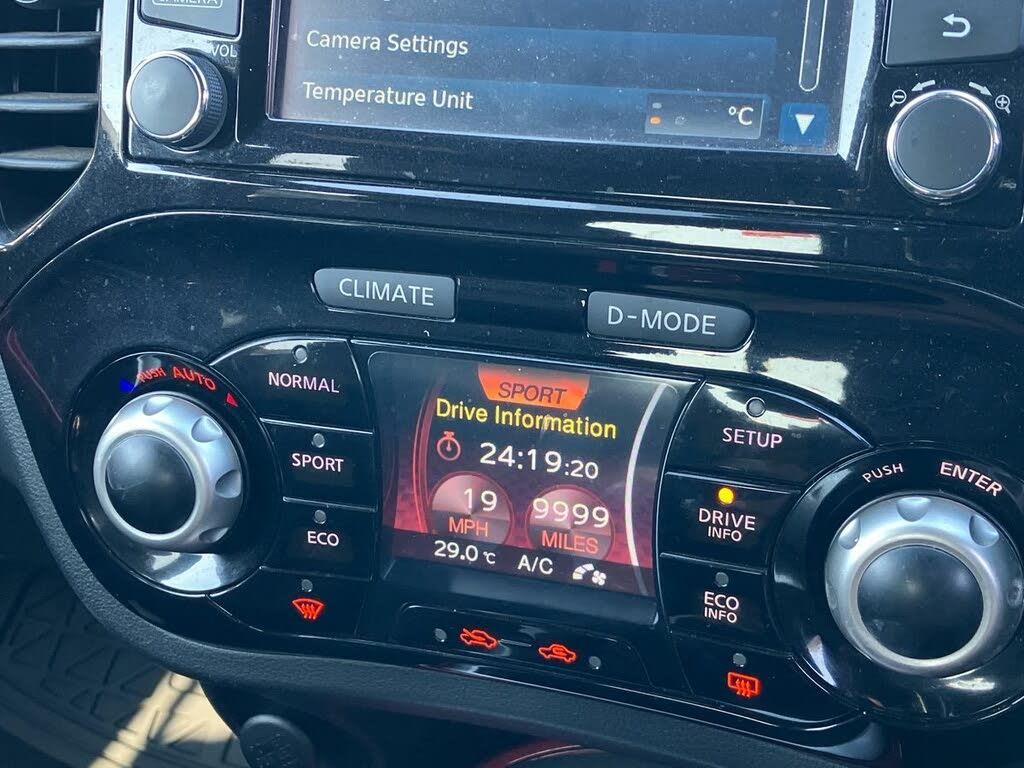 CAMERA
VOL
Camera Settings
Temperature Unit
°C
CLIMATE
D-MODE
PUSH AUTO
NORMAL
SPORT
ECO
SPORT
Drive Information
24:19:20
19
MPH
9999
MILES
29.0°C A/C
SETUP
DRIVE
INFO
ECO
INFO
PUSH ENTER